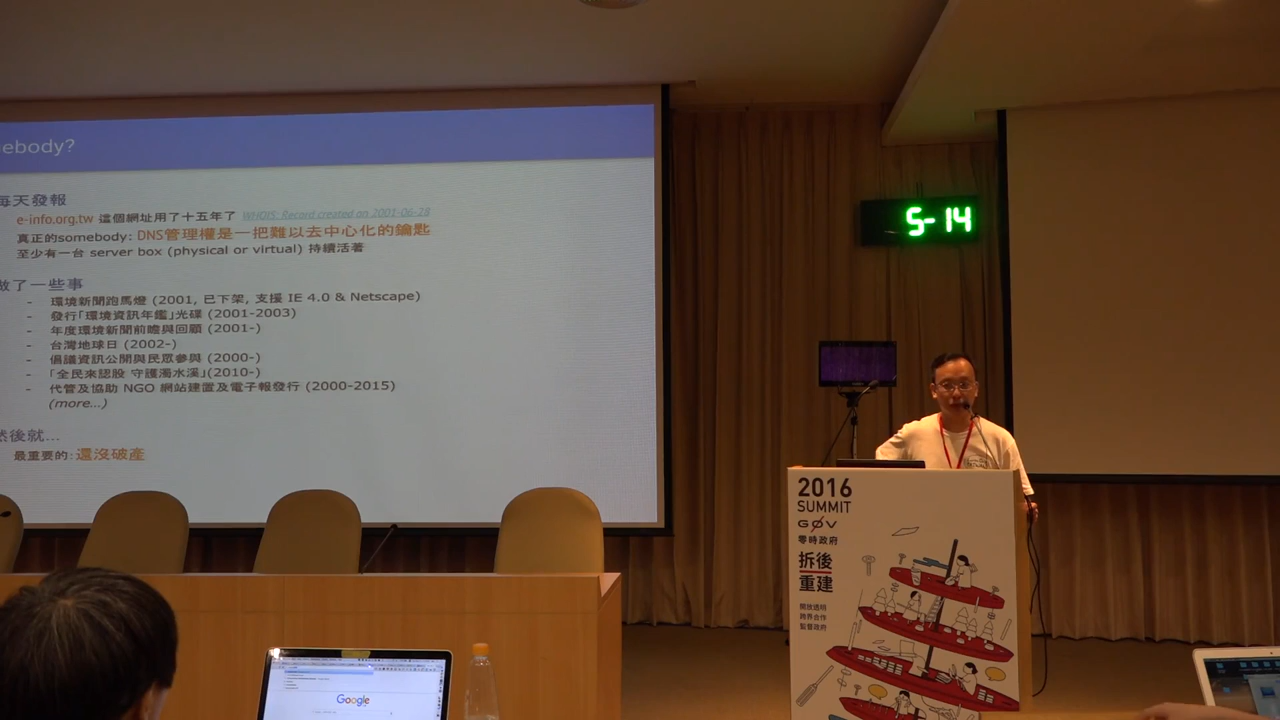 ebody?
每天發報
e-info.org.tw 這個網址用了十五年了 WHOIS: Record created on 2001-06-28
真正的somebody: DNS管理權是一把難以去中心化的鑰匙
至少有一台 server box (physical or virtual) 持續活著
做了一些事
- 環境新聞跑馬燈 (2001, 已下架, 支援 IE 4.0 & Netscape)
- 發行「環境資訊年鑑」光碟 (2001-2003)
- 年度環境新聞前瞻與回顧 (2001-)
- 台灣地球日 (2002-)
- 倡議資訊公開與民眾參與 (2000-)
- 「全民來認股 守護濁水溪」(2010-)
- 代管及協助 NGO 網站建置及電子報發行 (2000-2015)
(more...)
然後就...
最重要的: 還沒破產
5-14
2016
SUMMIT
GØV
零時政府
拆後
重建
開放透明
跨界合作
監督政府
Google